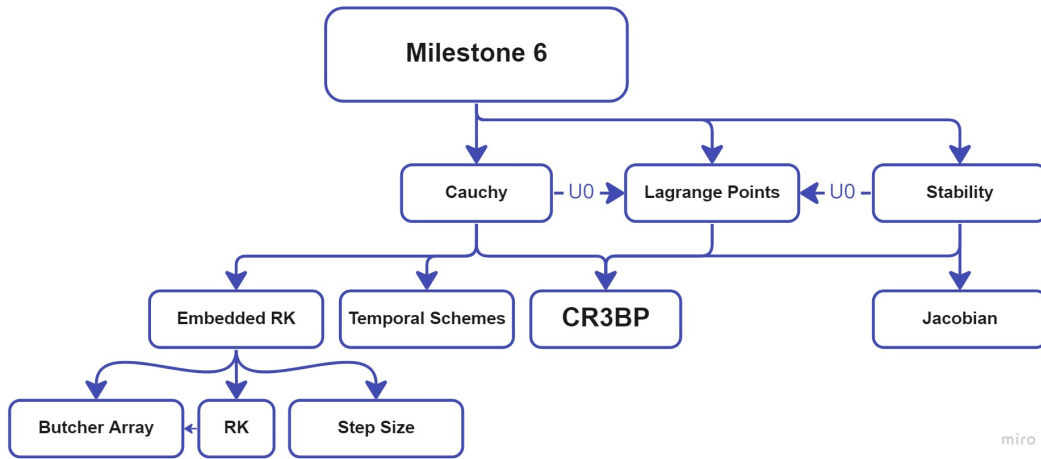 Milestone 6
Cauchy
U0
Lagrange Points
U0
Stability
Embedded RK
Temporal Schemes
CR3BP
Jacobian
Butcher Array
RK
Step Size
miro